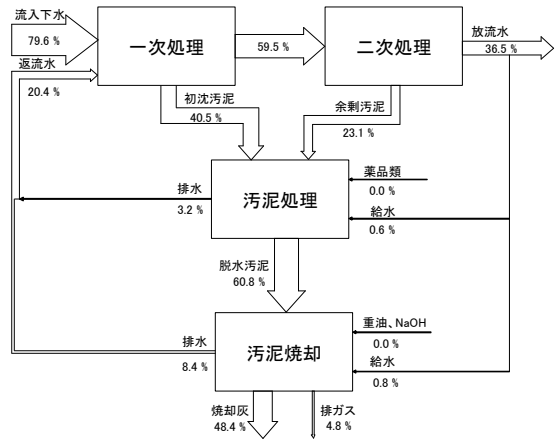 流入下水
79.6 %
返流水
20.4 %
一次処理
59.5 %
二次処理
放流水
36.5 %
初沈汚泥
40.5 %
余剰汚泥
23.1 %
汚泥処理
薬品類
0.0 %
給水
0.6 %
排水
3.2 %
脱水汚泥
60.8 %
汚泥焼却
重油、NaOH
0.0 %
給水
0.8 %
排水
8.4 %
焼却灰
48.4 %
排ガス
4.8 %